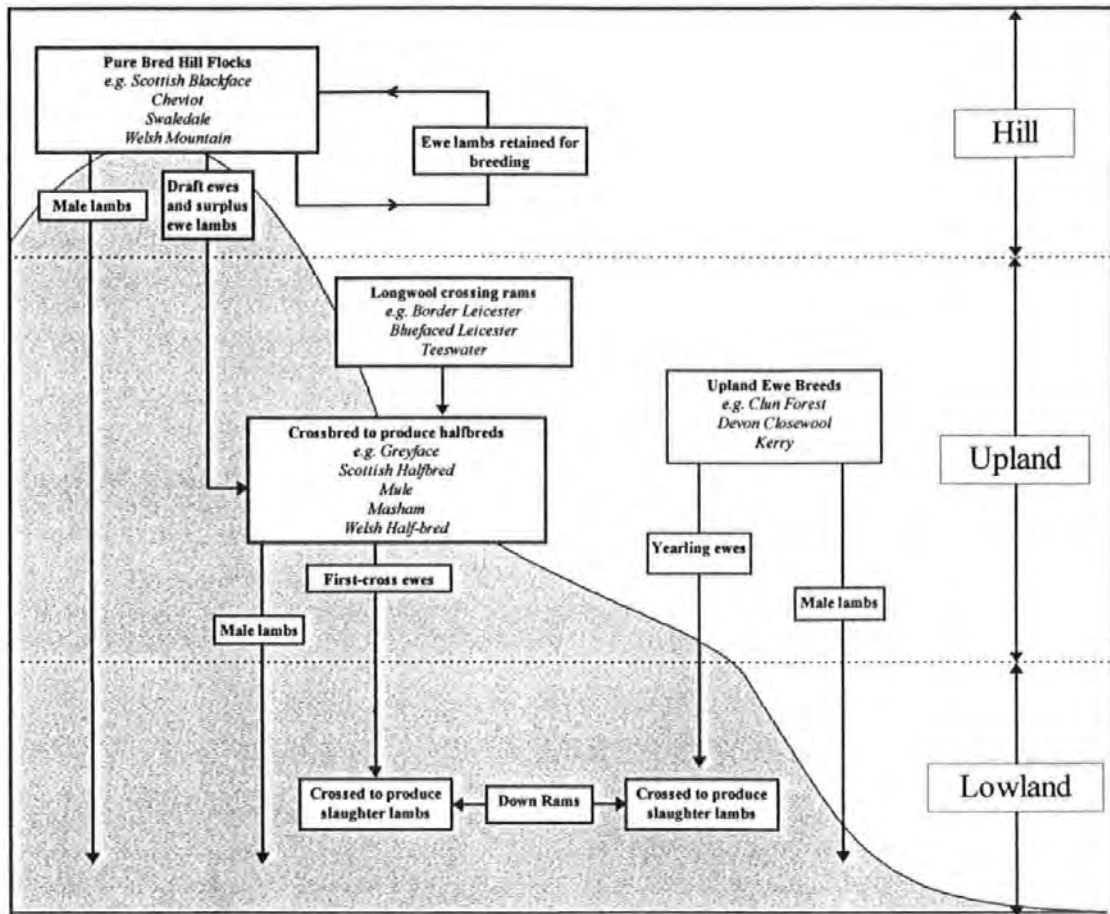 Pure Bred Hill Flocks
e.g. Scottish Blackface
Cheviot
Swaledale
Welsh Mountain
Ewe lambs retained for
breeding
Hill
Male lambs
Draft ewes
and surplus
ewe lambs
Longwool crossing rams
e.g. Border Leicester
Bluefaced Leicester
Teeswater
Upland Ewe Breeds
e.g. Clun Forest
Devon Closewool
Kerry
Upland
Crossbred to produce halfbreds
e.g. Greyface
Scottish Halfbred
Mule
Masham
Welsh Half-bred
Yearling ewes
First-cross ewes
Male lambs
Male lambs
Lowland
Crossed to produce
slaughter lambs
Down Rams
Crossed to produce
slaughter lambs